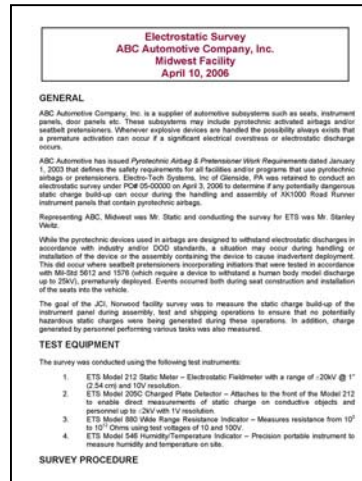 Electrostatic Survey
ABC Automotive Company, Inc.
Midwest Facility
April 10, 2006
GENERAL
ABC Automotive Company, Inc. is a supplier of automotive subsystems such as seats, instrument
panels, door panels etc. These subsystems may include pyrotechnic activated airbags and/or
seatbelt pretensioners. Whenever explosive devices are handled the possibility always exists that
a premature activation can occur if a significant electrical overstress or electrostatic discharge
occurs.
ABC Automotive has issued Pyrotechnic Airbag & Pretensioner Work Requirements dated January
1, 2003 that defines the safety requirements for all facilities and/or programs that use pyrotechnic
airbags or pretensioners. Electro-Tech Systems, Inc of Glenside, PA was retained to conduct an
electrostatic survey under PO# 05-00000 on April 3, 2006 to determine if any potentially dangerous
static charge build-up can occur during the handling and assembly of XK1000 Road Runner
instrument panels that contain pyrotechnic airbags.
Representing ABC, Midwest was Mr. Static and conducting the survey for ETS was Mr. Stanley
Weitz.
While the pyrotechnic devices used in airbags are designed to withstand electrostatic discharges in
accordance with industry and/or DOD standards, a situation may occur during handling or
installation of the device or the assembly containing the device to cause inadvertent deployment.
This did occur where seatbelt pretensioners incorporating initiators that were tested in accordance
with Mil-Std 5612 and 1576 (which require a device to withstand a human body model discharge
up to 25kV), prematurely deployed. Events occurred both during seat construction and installation
of the seats into the vehicle.
The goal of the JCI, Norwood facility survey was to measure the static charge build-up of the
instrument panel during assembly, test and shipping operations to ensure that no potentially
hazardous static charges were being generated during these operations. In addition, charge
generated by personnel performing various tasks was also measured.
TEST EQUIPMENT
The survey was conducted using the following test instruments:
1. ETS Model 212 Static Meter – Electrostatic Fieldmeter with a range of ±20kV @ 1"
(2.54 cm) and 10V resolution.
2. ETS Model 205C Charged Plate Detector – Attaches to the front of the Model 212
to enable direct measurements of static charge on conductive objects and
personnel up to ±2kV with 1V resolution.
3. ETS Model 880 Wide Range Resistance Indicator – Measures resistance from 10³
to 10¹² Ohms using test voltages of 10 and 100V.
4. ETS Model 546 Humidity/Temperature Indicator – Precision portable instrument to
measure humidity and temperature on site.
SURVEY PROCEDURE